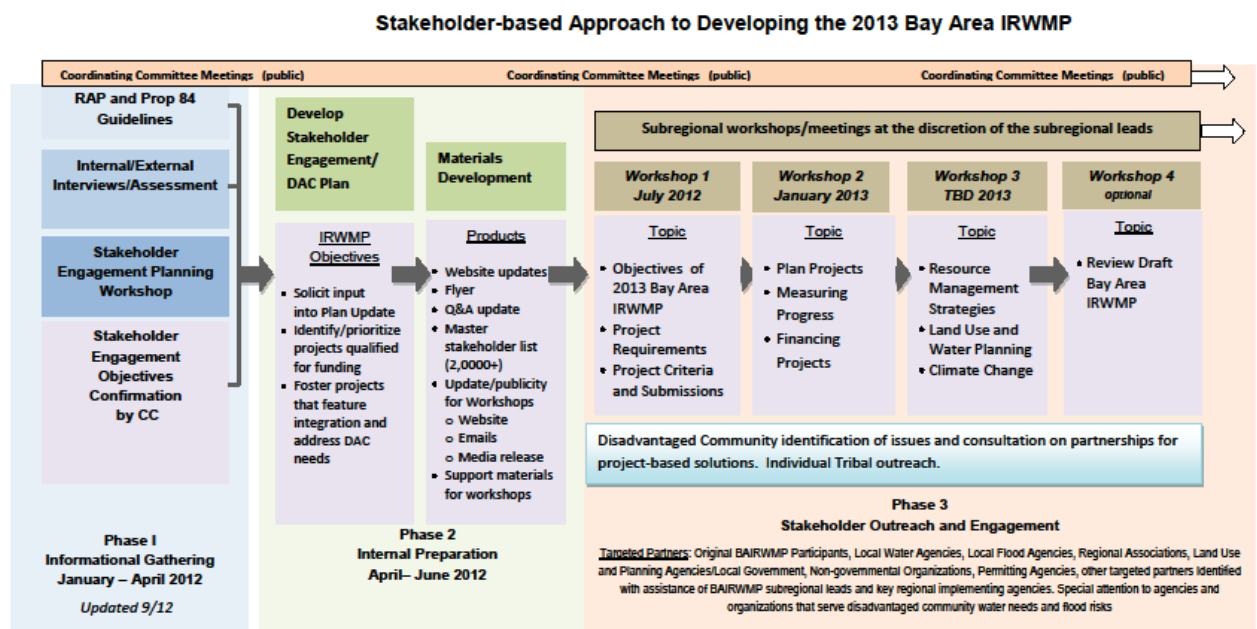 Stakeholder-based Approach to Developing the 2013 Bay Area IRWMP
Coordinating Committee Meetings (public)
Coordinating Committee Meetings (public)
Coordinating Committee Meetings (public)
RAP and Prop 84
Guidelines
Internal/External
Interviews/Assessment
Stakeholder
Engagement Planning
Workshop
Stakeholder
Engagement
Objectives
Confirmation
by CC
Phase I
Informational Gathering
January – April 2012
Updated 9/12
Develop
Stakeholder
Engagement/
DAC Plan
IRWMP
Objectives
▪ Solicit input
into Plan Update
▪ Identify/prioritize
projects qualified
for funding
▪ Foster projects
that feature
integration and
address DAC
needs
Materials
Development
Products
• Website updates
• Flyer
• Q&A update
• Master
stakeholder list
(2,0000+)
• Update/publicity
for Workshops
o Website
o Emails
o Media release
• Support materials
for workshops
Phase 2
Internal Preparation
April– June 2012
Subregional workshops/meetings at the discretion of the subregional leads
Workshop 1
July 2012
Topic
• Objectives of
2013 Bay Area
IRWMP
• Project
Requirements
• Project Criteria
and Submissions
Workshop 2
January 2013
Topic
• Plan Projects
• Measuring
Progress
• Financing
Projects
Workshop 3
TBD 2013
Topic
• Resource
Management
Strategies
• Land Use and
Water Planning
• Climate Change
Workshop 4
optional
Topic
• Review Draft
Bay Area
IRWMP
Disadvantaged Community identification of issues and consultation on partnerships for
project-based solutions. Individual Tribal outreach.
Phase 3
Stakeholder Outreach and Engagement
Targeted Partners: Original BAIRWMP Participants, Local Water Agencies, Local Flood Agencies, Regional Associations, Land Use
and Planning Agencies/Local Government, Non-governmental Organizations, Permitting Agencies, other targeted partners identified
with assistance of BAIRWMP subregional leads and key regional implementing agencies. Special attention to agencies and
organizations that serve disadvantaged community water needs and flood risks